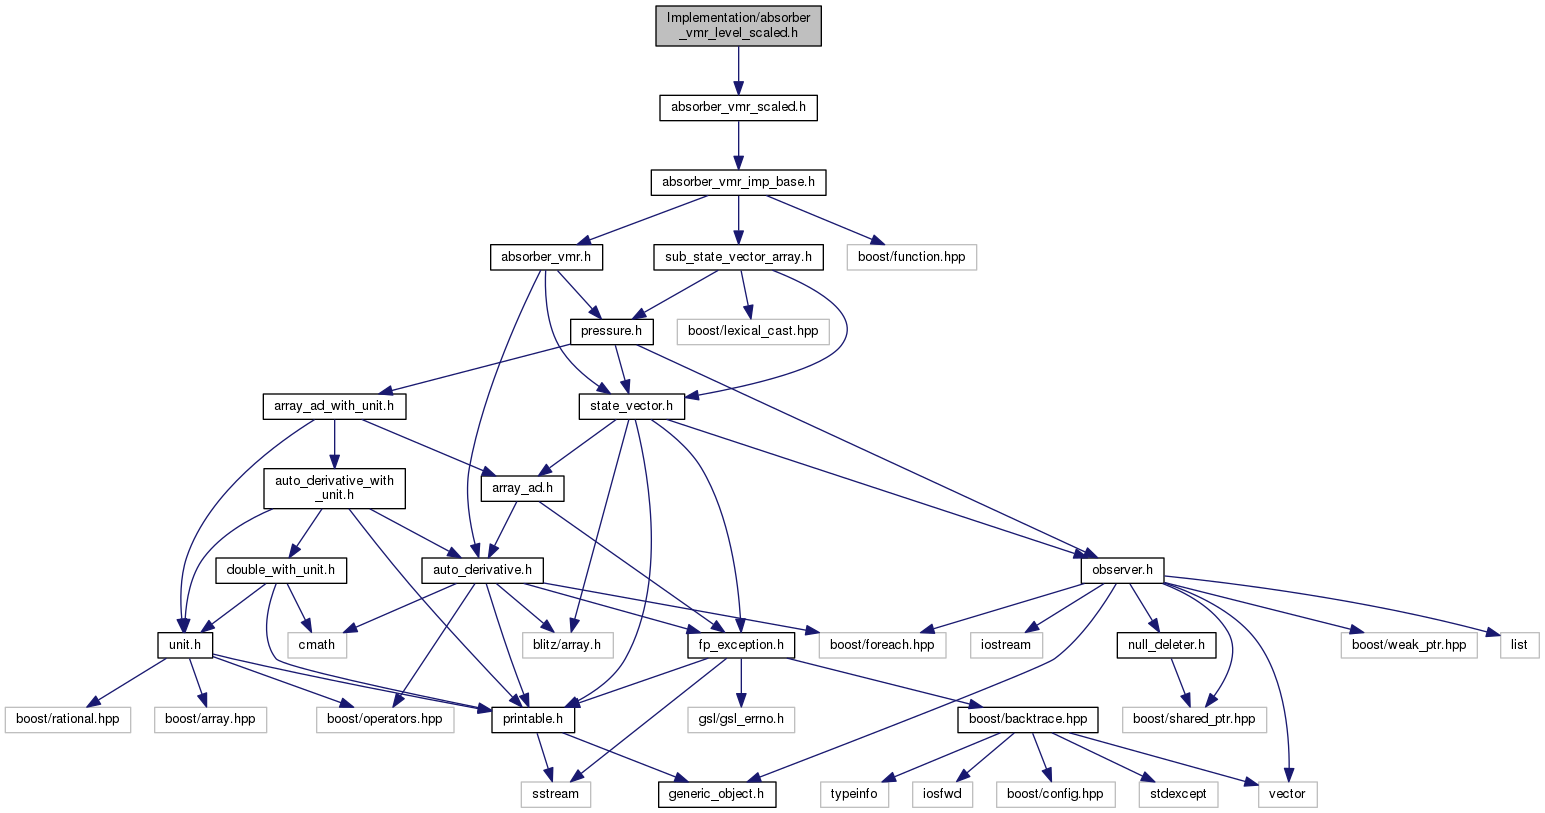 Implementation/absorber
_vmr_level_scaled.h
absorber_vmr_scaled.h
absorber_vmr_imp_base.h
absorber_vmr.h
sub_state_vector_array.h
boost/function.hpp
pressure.h
boost/lexical_cast.hpp
array_ad_with_unit.h
state_vector.h
auto_derivative_with
_unit.h
array_ad.h
double_with_unit.h
auto_derivative.h
observer.h
unit.h
cmath
blitz/array.h
fp_exception.h
boost/foreach.hpp
iostream
null_deleter.h
boost/weak_ptr.hpp
list
boost/rational.hpp
boost/array.hpp
boost/operators.hpp
printable.h
gsl/gsl_errno.h
boost/backtrace.hpp
boost/shared_ptr.hpp
sstream
generic_object.h
typeinfo
iosfwd
boost/config.hpp
stdexcept
vector